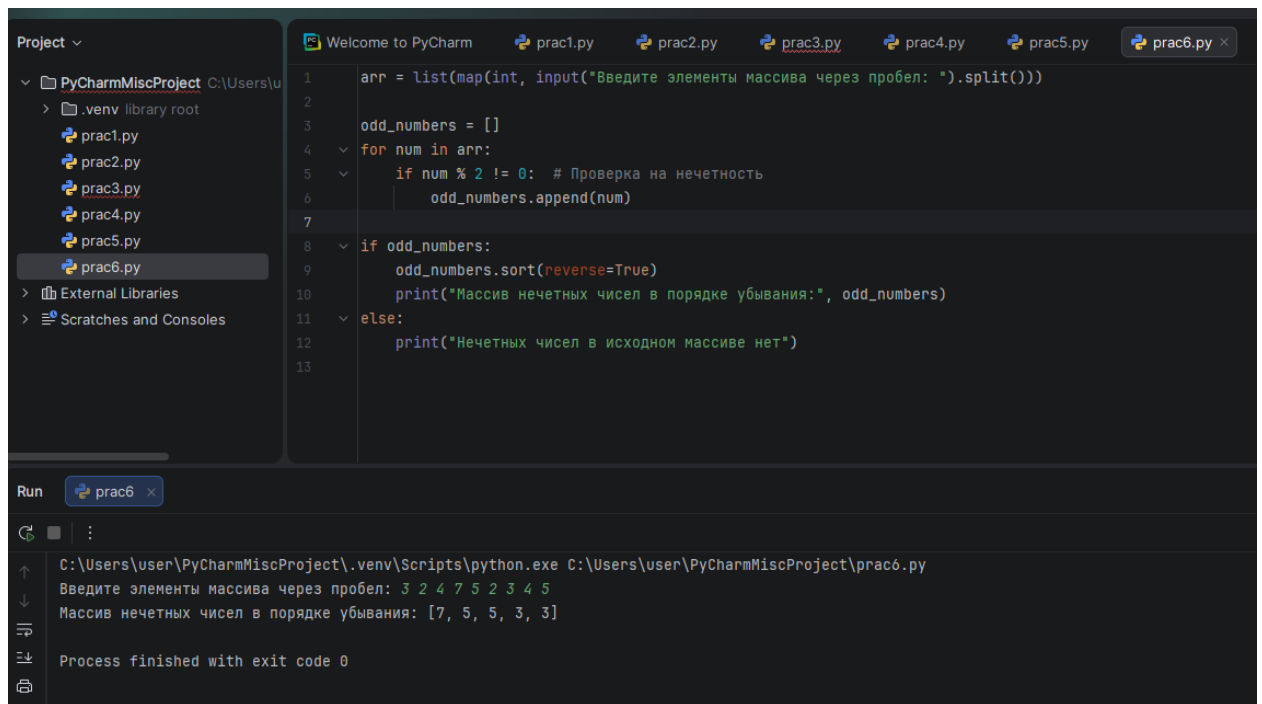 Project
PyCharmMiscProject C:\Users\u
.venv library root
prac1.py
prac2.py
prac3.py
prac4.py
prac5.py
prac6.py
External Libraries
Scratches and Consoles
PC Welcome to PyCharm prac1.py prac2.py prac3.py prac4.py prac5.py prac6.py
1 arr = list(map(int, input("Введите элементы массива через пробел: ").split()))
2
3 odd_numbers = []
4 for num in arr:
5     if num % 2 != 0:  # Проверка на нечетность
6         odd_numbers.append(num)
7
8 if odd_numbers:
9     odd_numbers.sort(reverse=True)
10     print("Массив нечетных чисел в порядке убывания:", odd_numbers)
11 else:
12     print("Нечетных чисел в исходном массиве нет")
13
Run prac6
C:\Users\user\PyCharmMiscProject\.venv\Scripts\python.exe C:\Users\user\PyCharmMiscProject\prac6.py
Введите элементы массива через пробел: 3 2 4 7 5 2 3 4 5
Массив нечетных чисел в порядке убывания: [7, 5, 5, 3, 3]
Process finished with exit code 0